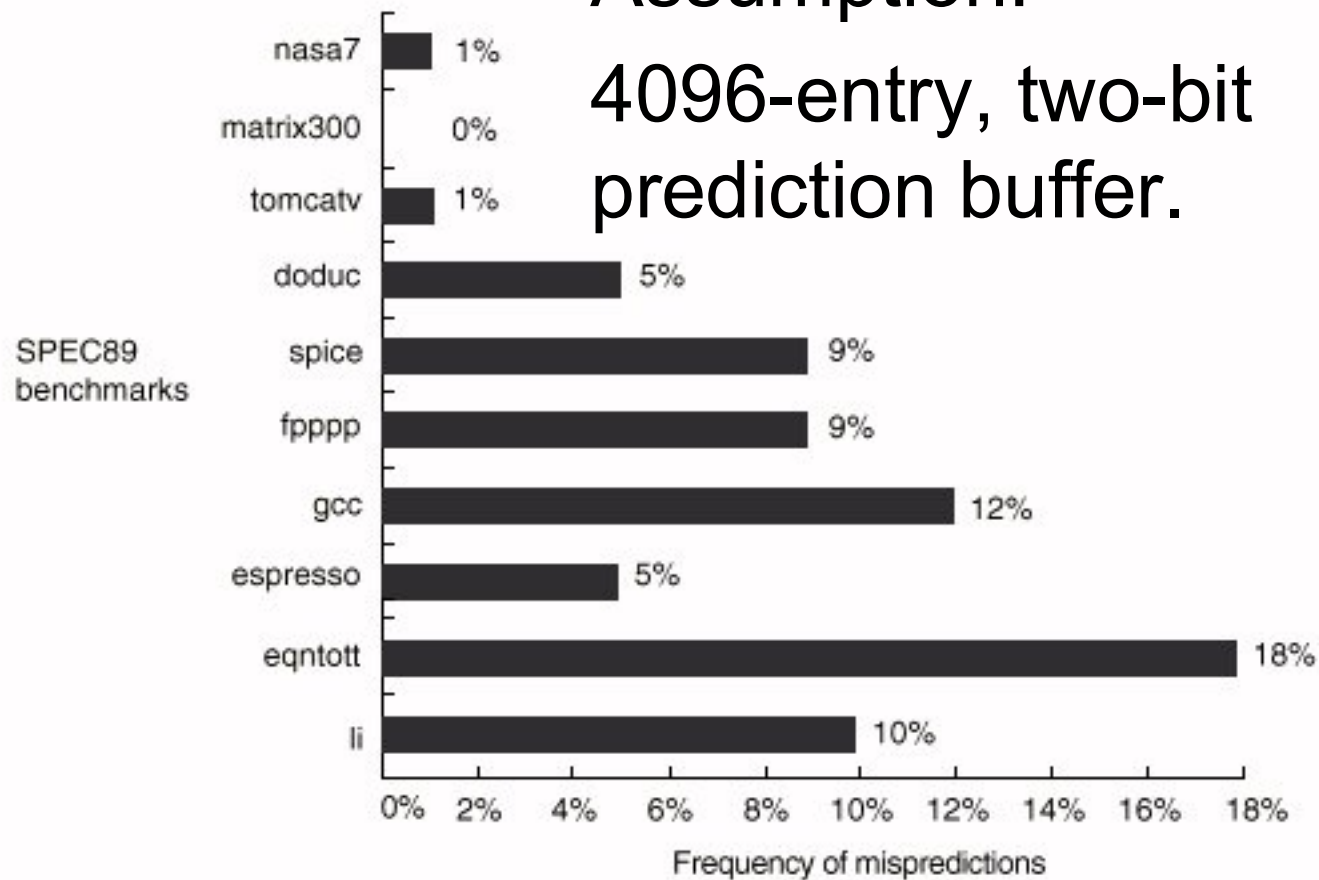 Assumption:
4096-entry, two-bit
prediction buffer.
nasa7 1%
matrix300 0%
tomcatv 1%
doduc 5%
SPEC89
benchmarks
spice 9%
fpppp 9%
gcc 12%
espresso 5%
eqntott 18%
li 10%
0% 2% 4% 6% 8% 10% 12% 14% 16% 18%
Frequency of mispredictions